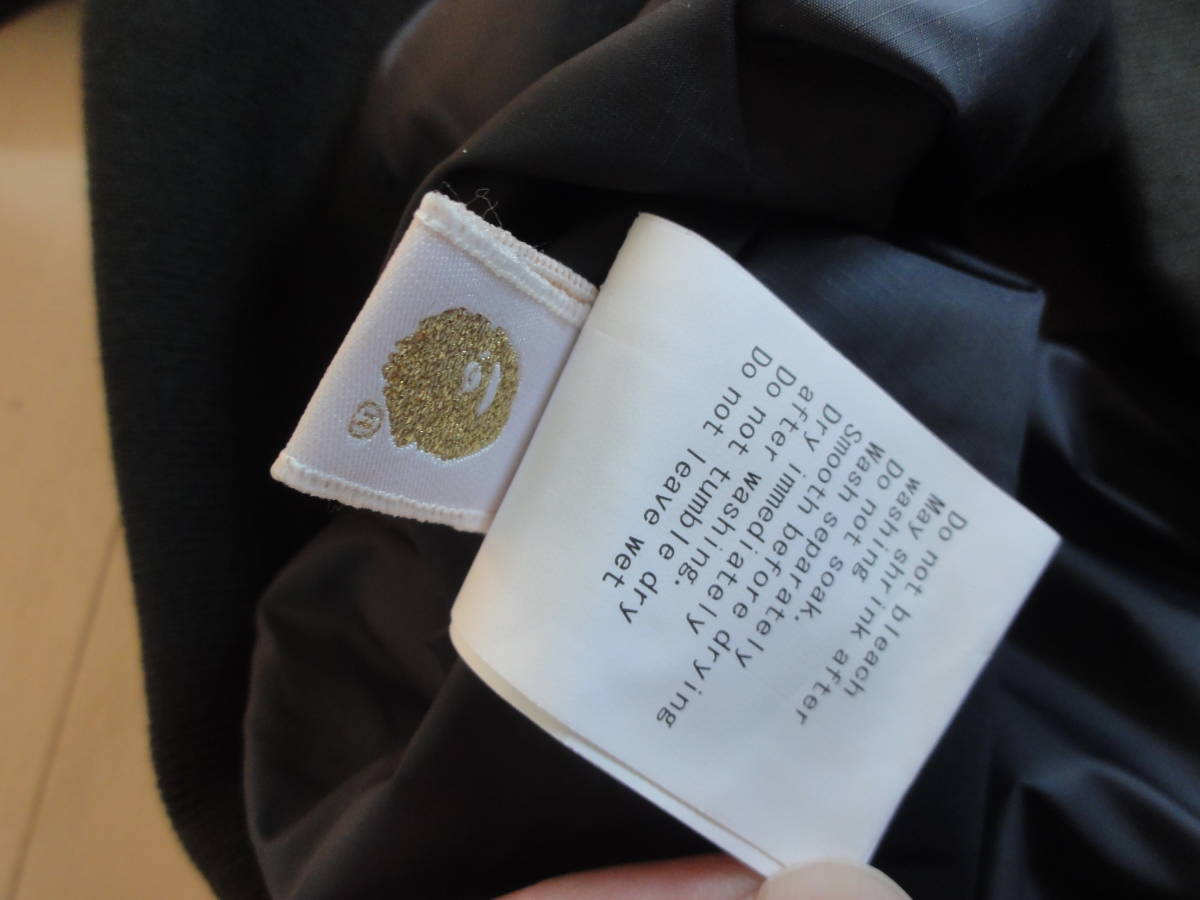 Do not bleach
May shrink after
washing
Do not soak.
Wash separately
Smooth before drying
Dry immediately
after washing.
Do not tumble dry
Do not leave wet
®